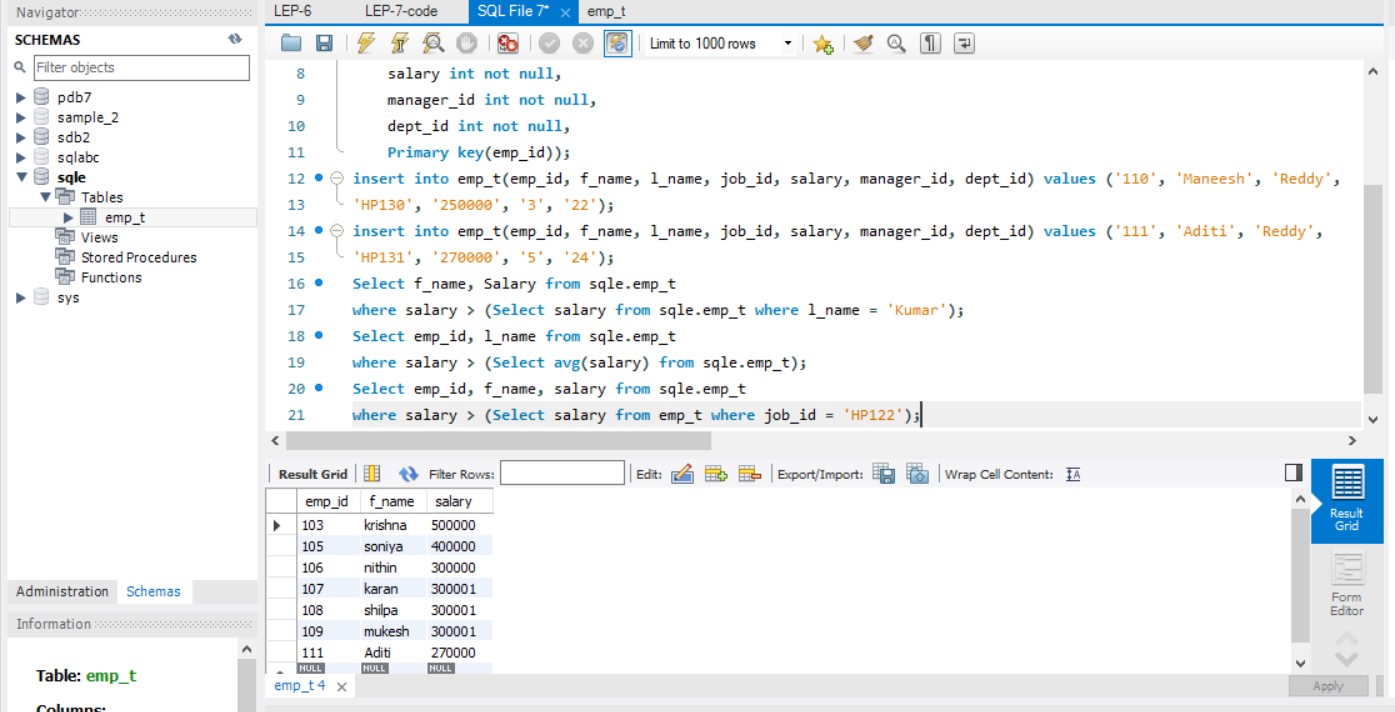 Navigator
LEP-6 LEP-7-code SQL File 7* × emp_t
SCHEMAS
Limit to 1000 rows
Filter objects
pdb7
sample_2
sdb2
sqlabc
sqle
Tables
emp_t
Views
Stored Procedures
Functions
sys
8 salary int not null,
9 manager_id int not null,
10 dept_id int not null,
11 Primary key(emp_id));
12 insert into emp_t(emp_id, f_name, l_name, job_id, salary, manager_id, dept_id) values ('110', 'Maneesh', 'Reddy',
13 'HP130', '250000', '3', '22');
14 insert into emp_t(emp_id, f_name, l_name, job_id, salary, manager_id, dept_id) values ('111', 'Aditi', 'Reddy',
15 'HP131', '270000', '5', '24');
16 Select f_name, Salary from sqle.emp_t
17 where salary > (Select salary from sqle.emp_t where l_name = 'Kumar');
18 Select emp_id, l_name from sqle.emp_t
19 where salary > (Select avg(salary) from sqle.emp_t);
20 Select emp_id, f_name, salary from sqle.emp_t
21 where salary > (Select salary from emp_t where job_id = 'HP122');
Result Grid Filter Rows: Edit: Export/Import: Wrap Cell Content:
emp_id f_name salary
103 krishna 500000
105 soniya 400000
106 nithin 300000
107 karan 300001
108 shilpa 300001
109 mukesh 300001
111 Aditi 270000
NULL NULL NULL
emp_t 4 ×
Result
Grid
Form
Editor
Apply
Administration Schemas
Information
Table: emp_t
Columns: